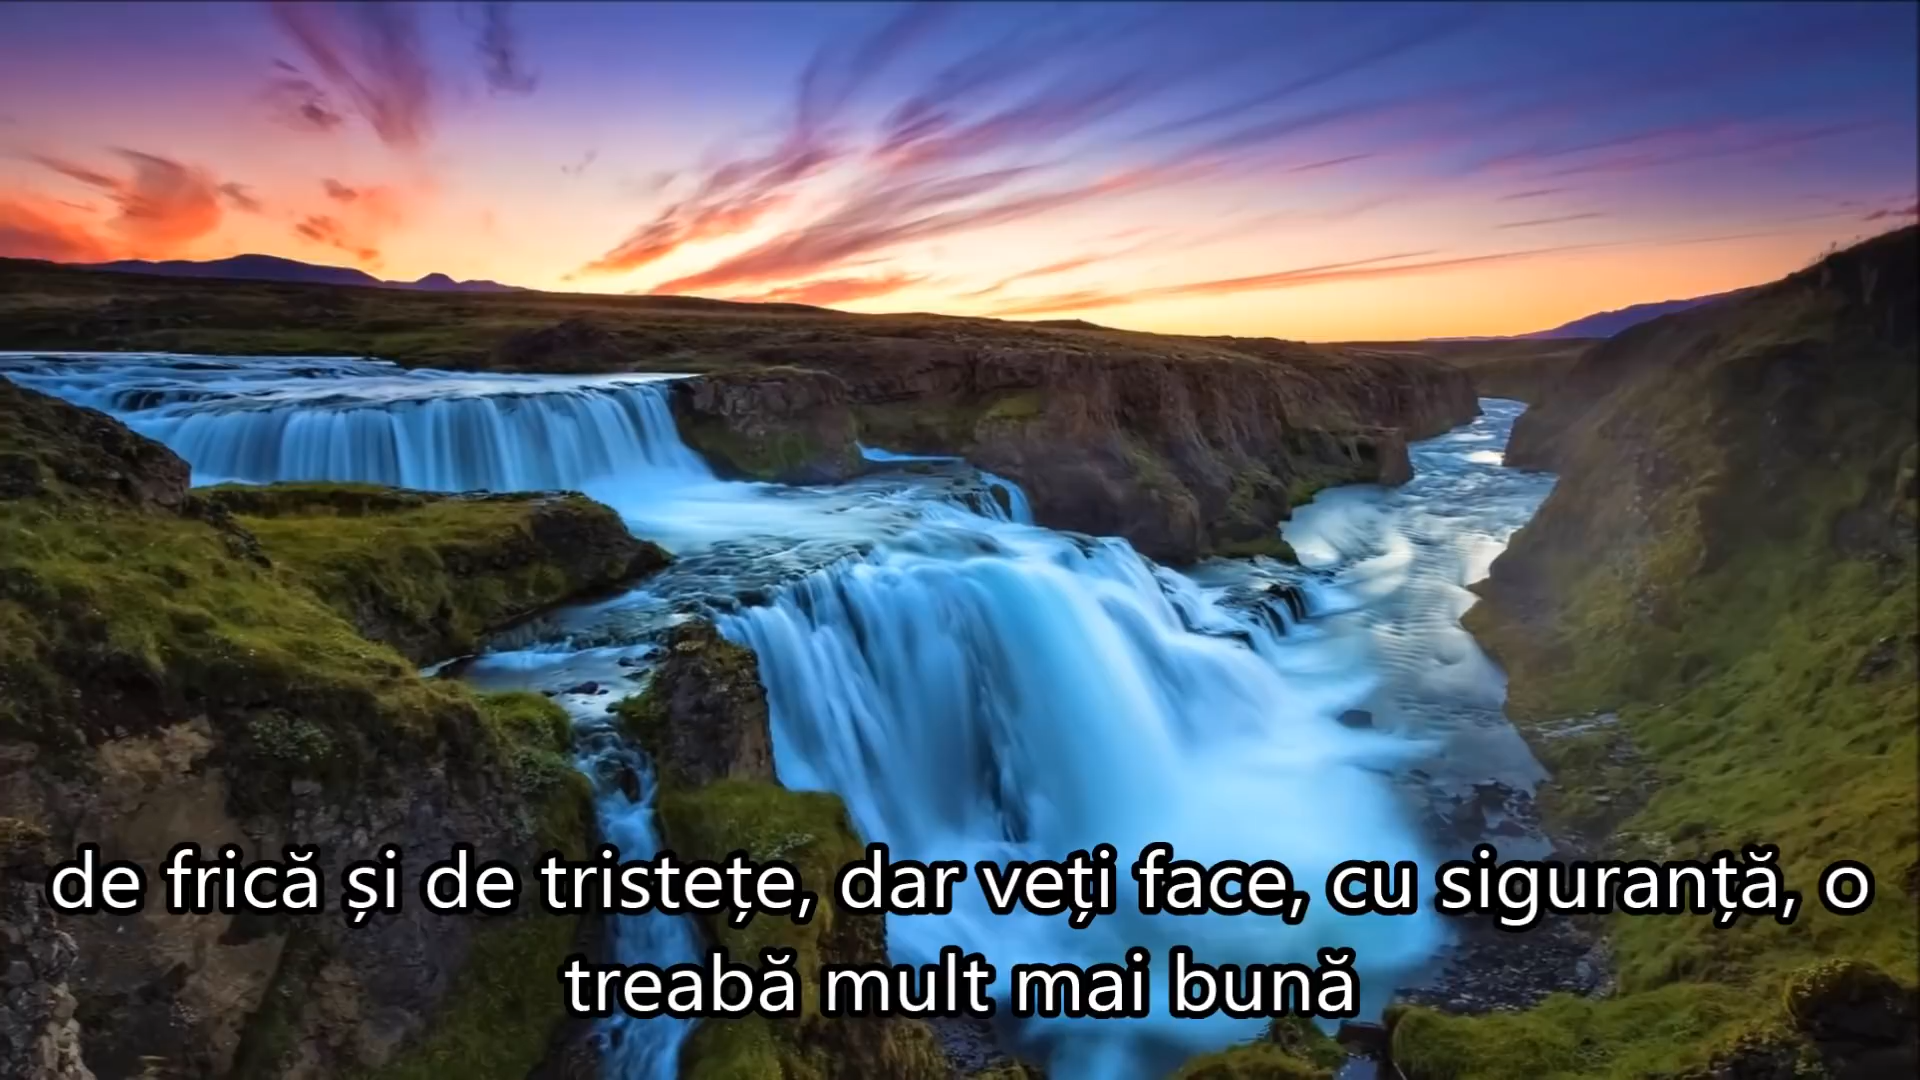 de frică și de tristețe, dar veți face, cu siguranță, o
treabă mult mai bună